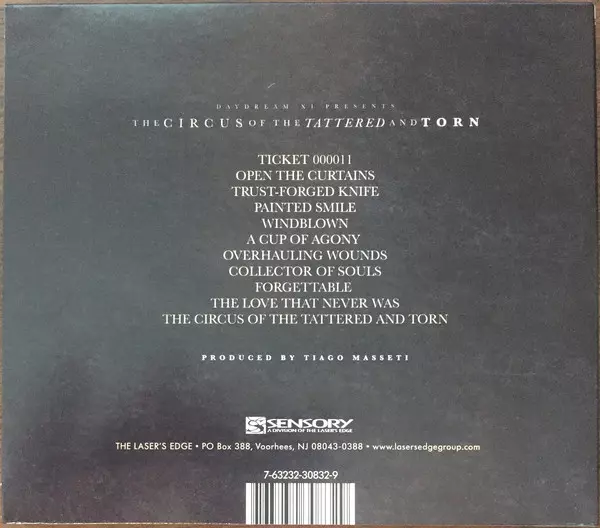 DAYDREAM XI PRESENTS
THE CIRCUS OF THE TATTERED AND TORN
TICKET 000011
OPEN THE CURTAINS
TRUST-FORGED KNIFE
PAINTED SMILE
WINDBLOWN
A CUP OF AGONY
OVERHAULING WOUNDS
COLLECTOR OF SOULS
FORGETTABLE
THE LOVE THAT NEVER WAS
THE CIRCUS OF THE TATTERED AND TORN
PRODUCED BY TIAGO MASSETI
SENSORY
A DIVISION OF THE LASER'S EDGE
THE LASER'S EDGE • PO Box 388, Voorhees, NJ 08043-0388 • www.lasersedgegroup.com
7-63232-30832-9